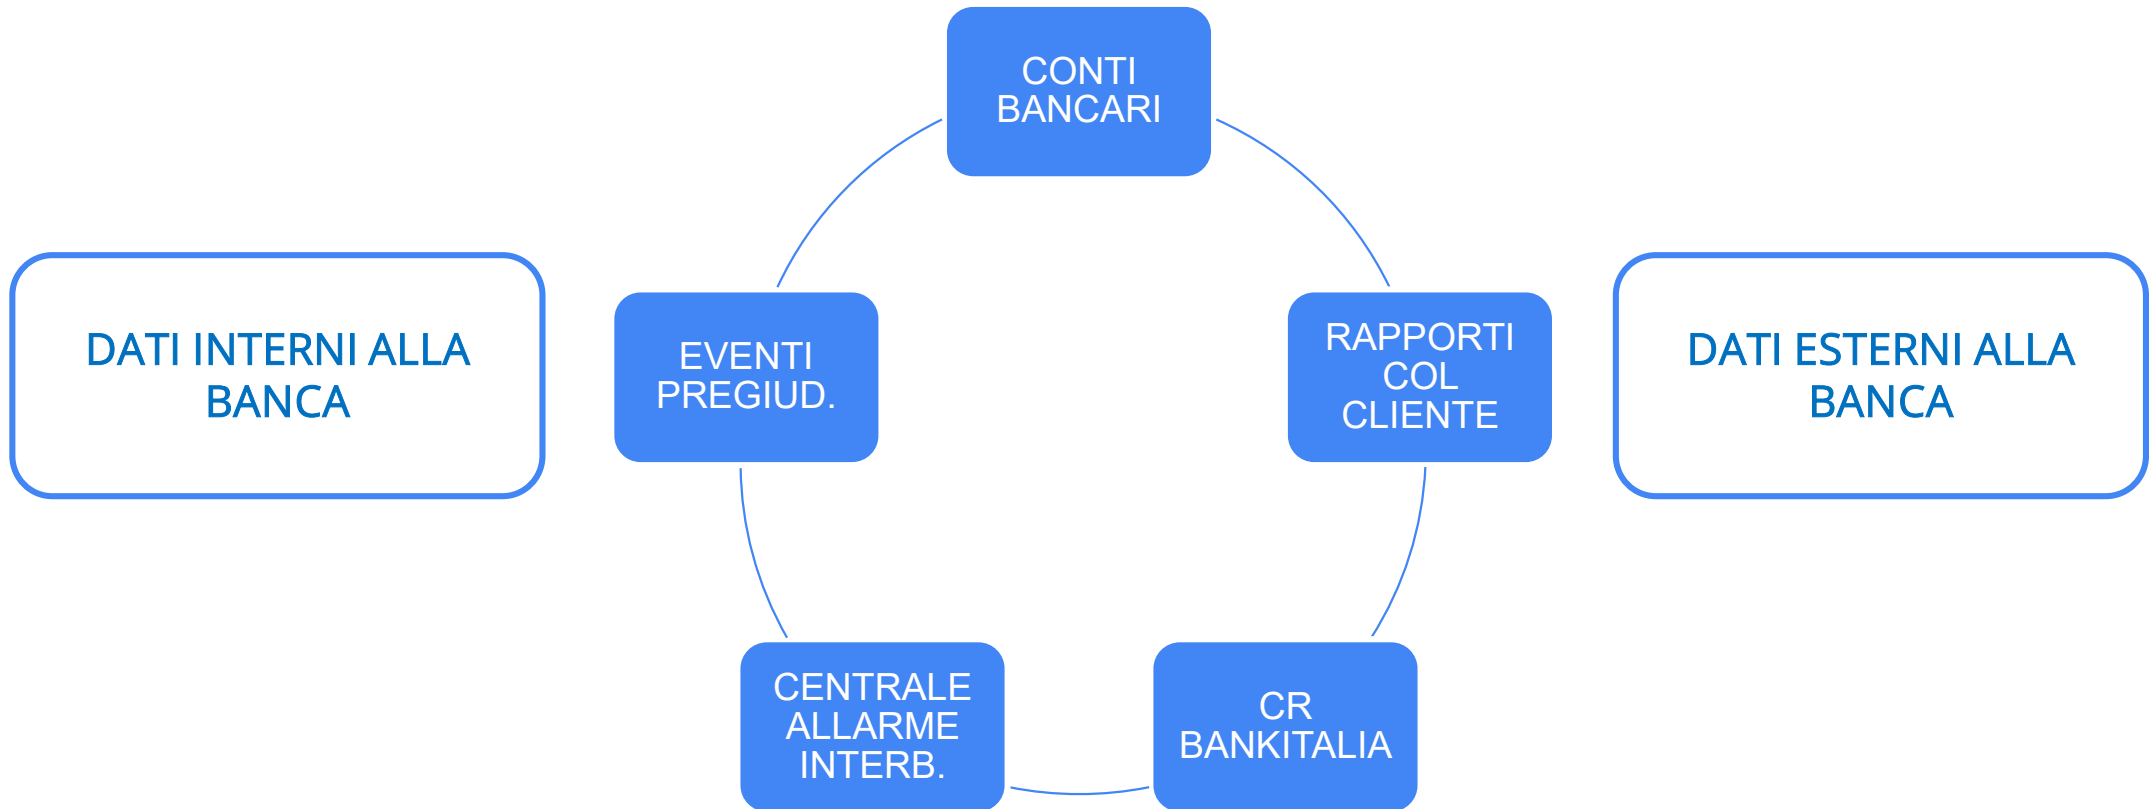 CONTI
BANCARI
DATI INTERNI ALLA
BANCA
EVENTI
PREGIUD.
RAPPORTI
COL
CLIENTE
DATI ESTERNI ALLA
BANCA
CENTRALE
ALLARME
INTERB.
CR
BANKITALIA